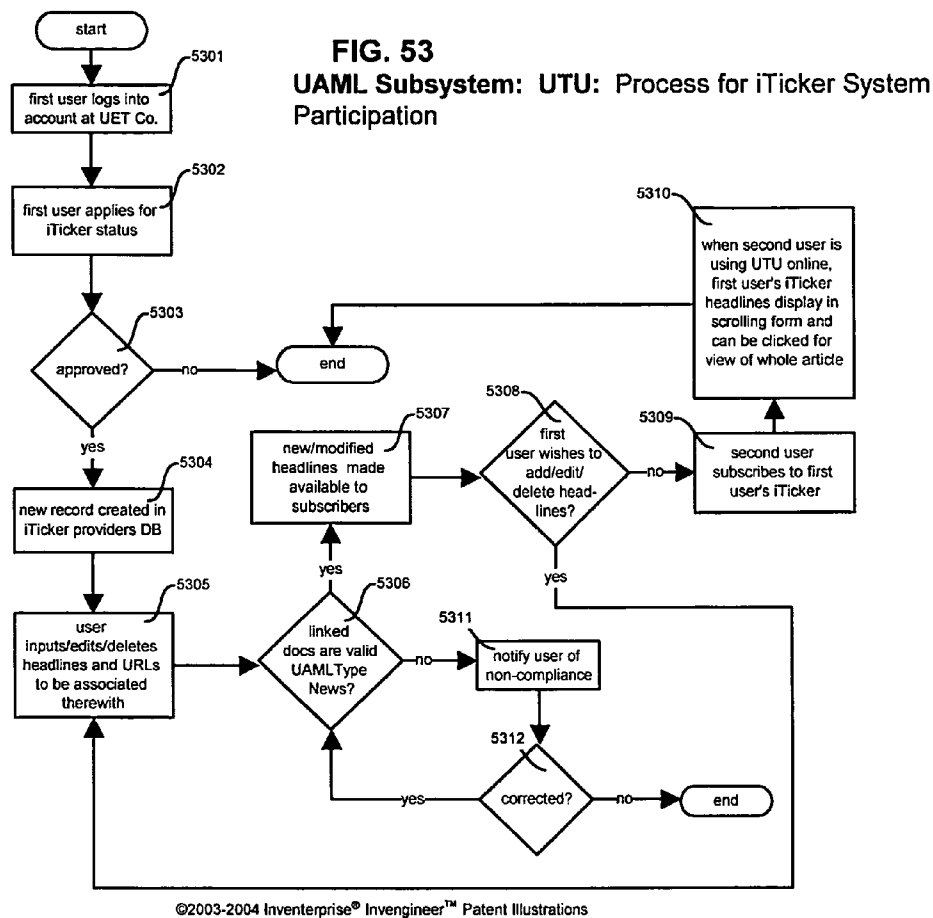 start
FIG. 53
UAML Subsystem: UTU: Process for iTicker System
Participation
5301
first user logs into
account at UET Co.
5302
first user applies for
iTicker status
5303
approved?
no
end
yes
5304
new record created in
iTicker providers DB
5305
user
inputs/edits/deletes
headlines and URLs
to be associated
therewith
5306
linked
docs are valid
UAMLType
News?
yes
no
5307
new/modified
headlines made
available to
subscribers
5308
first
user wishes to
add/edit/
delete head-
lines?
no
yes
5309
second user
subscribes to first
user's iTicker
5310
when second user is
using UTU online,
first user's iTicker
headlines display in
scrolling form and
can be clicked for
view of whole article
5311
notify user of
non-compliance
5312
corrected?
yes
no
end
©2003-2004 Inventerprise® Invengineer™ Patent Illustrations